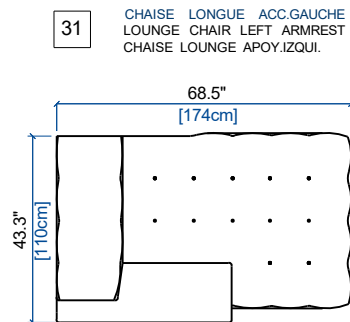 31
CHAISE LONGUE ACC.GAUCHE
LOUNGE CHAIR LEFT ARMREST
CHAISE LOUNGE APOY.IZQUI.
68.5"
[174cm]
43.3"
[110cm]